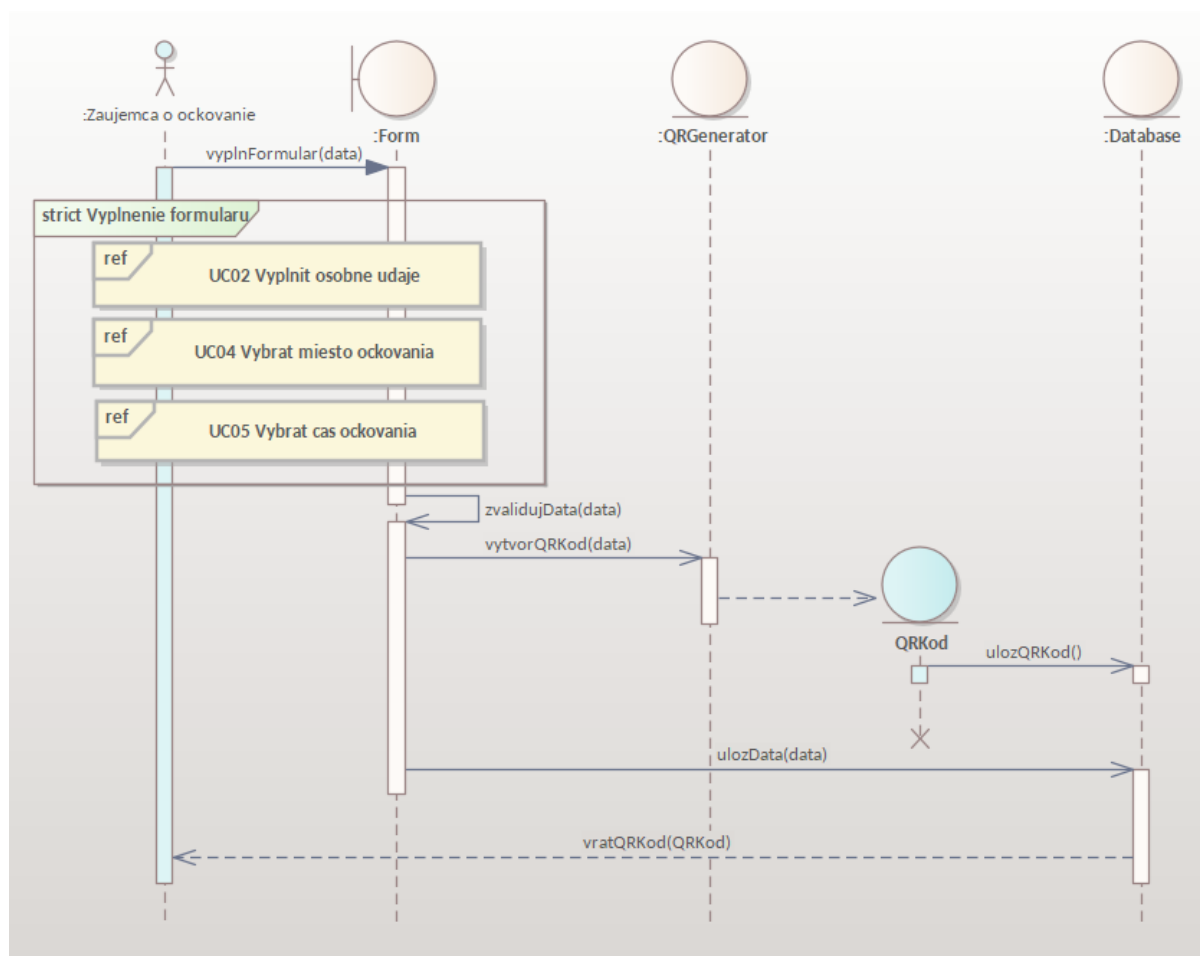 :Zaujemca o ockovanie
:Form
:QRGenerator
:Database
vyplnFormular(data)
strict Vyplnenie formularu
ref
UC02 Vyplnit osobne udaje
ref
UC04 Vybrat miesto ockovania
ref
UC05 Vybrat cas ockovania
zvalidujData(data)
vytvorQRKod(data)
QRKod
ulozQRKod()
ulozData(data)
vratQRKod(QRKod)